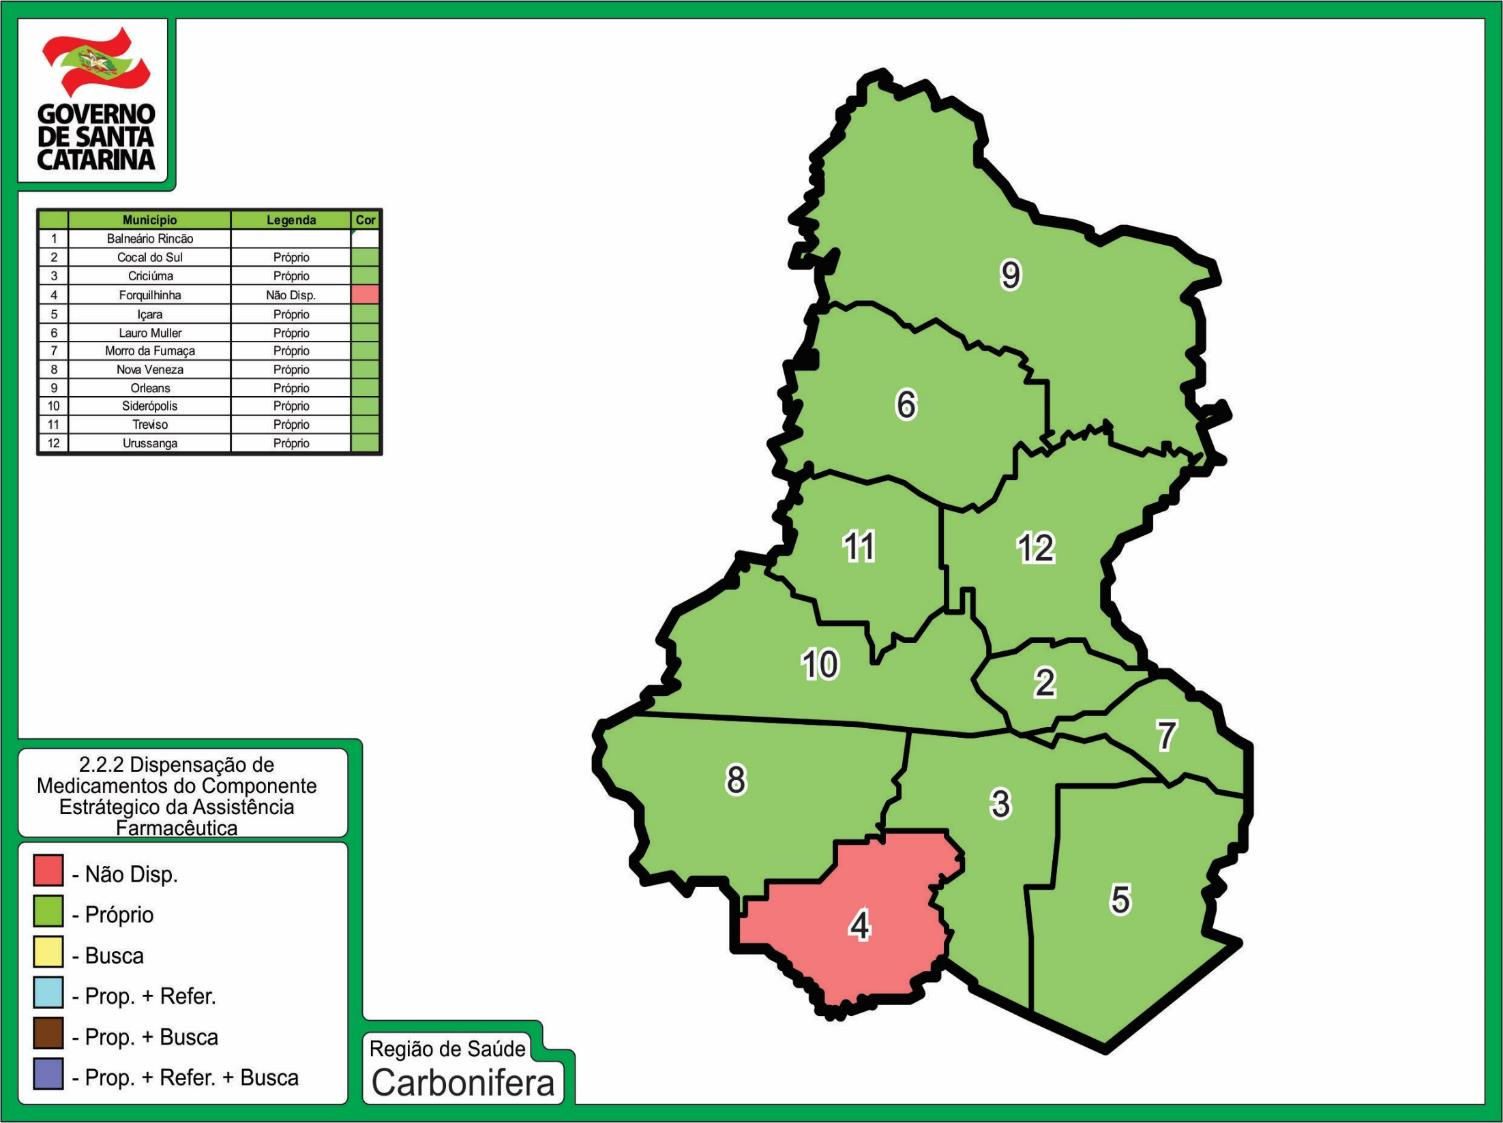 GOVERNO
DE SANTA
CATARINA
Município Legenda Cor
1 Balneário Rincão
2 Cocal do Sul Próprio
3 Criciúma Próprio
4 Forquilhinha Não Disp.
5 Içara Próprio
6 Lauro Muller Próprio
7 Morro da Fumaça Próprio
8 Nova Veneza Próprio
9 Orleans Próprio
10 Siderópolis Próprio
11 Treviso Próprio
12 Urussanga Próprio
9
6
11
12
10
2
7
8
3
5
4
2.2.2 Dispensação de
Medicamentos do Componente
Estrátegico da Assistência
Farmacêutica
- Não Disp.
- Próprio
- Busca
- Prop. + Refer.
- Prop. + Busca
- Prop. + Refer. + Busca
Região de Saúde
Carbonifera